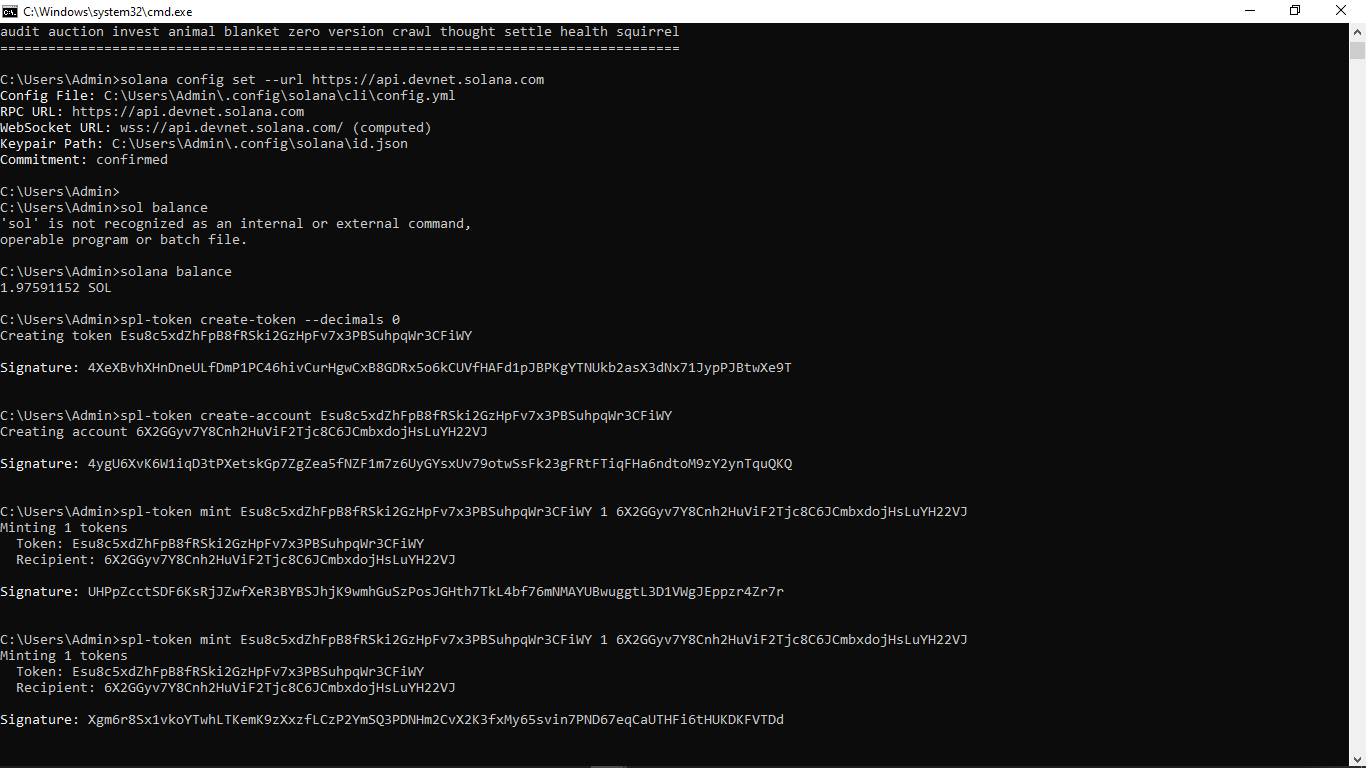 C:\Windows\system32\cmd.exe
audit auction invest animal blanket zero version crawl thought settle health squirrel
=====================================================================================
C:\Users\Admin>solana config set --url https://api.devnet.solana.com
Config File: C:\Users\Admin\.config\solana\cli\config.yml
RPC URL: https://api.devnet.solana.com
WebSocket URL: wss://api.devnet.solana.com/ (computed)
Keypair Path: C:\Users\Admin\.config\solana\id.json
Commitment: confirmed
C:\Users\Admin>
C:\Users\Admin>sol balance
'sol' is not recognized as an internal or external command,
operable program or batch file.
C:\Users\Admin>solana balance
1.97591152 SOL
C:\Users\Admin>spl-token create-token --decimals 0
Creating token Esu8c5xdZhFpB8fRSki2GzHpFv7x3PBSuhpqWr3CFiWY
Signature: 4XeXBvhXHnDneULfDmP1PC46hivCurHgwCxB8GDRx5o6kCUVfHAFd1pJBPKgYTNUkb2asX3dNx71JypPJBtwXe9T
C:\Users\Admin>spl-token create-account Esu8c5xdZhFpB8fRSki2GzHpFv7x3PBSuhpqWr3CFiWY
Creating account 6X2GGyv7Y8Cnh2HuViF2Tjc8C6JCmbxdojHsLuYH22VJ
Signature: 4ygU6XvK6W1iqD3tPXetskGp7ZgZea5fNZF1m7z6UyGYsxUv79otwSsFk23gFRtFTiqFHa6ndtoM9zY2ynTquQKQ
C:\Users\Admin>spl-token mint Esu8c5xdZhFpB8fRSki2GzHpFv7x3PBSuhpqWr3CFiWY 1 6X2GGyv7Y8Cnh2HuViF2Tjc8C6JCmbxdojHsLuYH22VJ
Minting 1 tokens
Token: Esu8c5xdZhFpB8fRSki2GzHpFv7x3PBSuhpqWr3CFiWY
Recipient: 6X2GGyv7Y8Cnh2HuViF2Tjc8C6JCmbxdojHsLuYH22VJ
Signature: UHPpZcctSDF6KsRjJZwfXeR3BYBSJhjK9wmhGuSzPosJGHth7TkL4bf76mNMAYUBwuggtL3D1VWgJEppzr4Zr7r
C:\Users\Admin>spl-token mint Esu8c5xdZhFpB8fRSki2GzHpFv7x3PBSuhpqWr3CFiWY 1 6X2GGyv7Y8Cnh2HuViF2Tjc8C6JCmbxdojHsLuYH22VJ
Minting 1 tokens
Token: Esu8c5xdZhFpB8fRSki2GzHpFv7x3PBSuhpqWr3CFiWY
Recipient: 6X2GGyv7Y8Cnh2HuViF2Tjc8C6JCmbxdojHsLuYH22VJ
Signature: Xgm6r8Sx1vkoYTwhLTKemK9zXxzfLCzP2YmSQ3PDNHm2CvX2K3fxMy65svin7PND67eqCaUTHFi6tHUKDKFVTDd